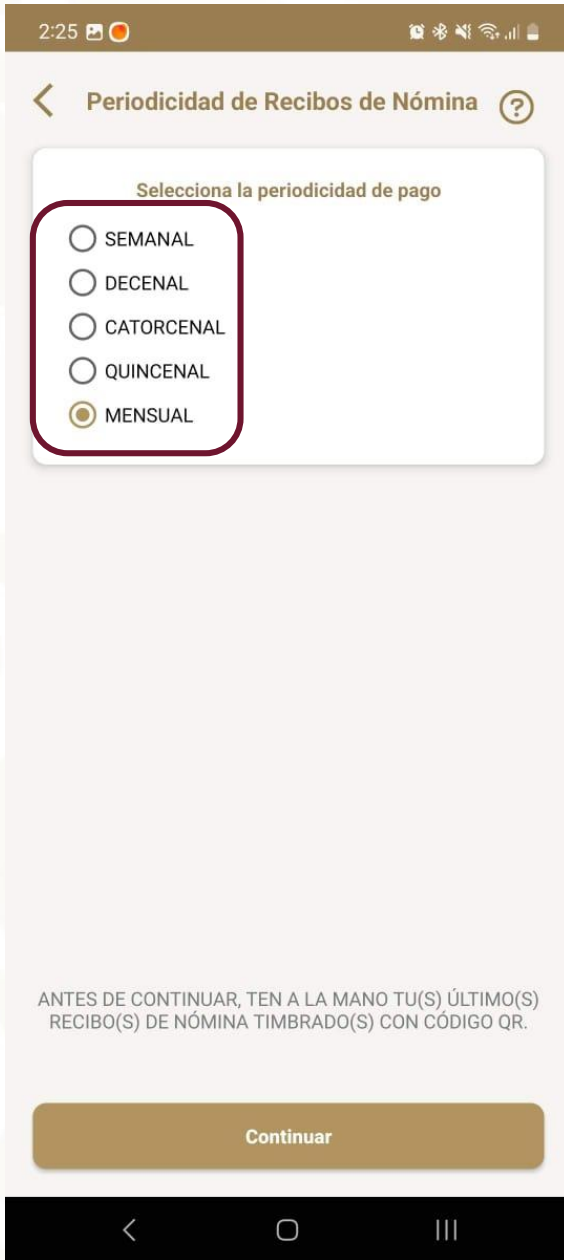 2:25
Periodicidad de Recibos de Nómina ?
Selecciona la periodicidad de pago
SEMANAL
DECENAL
CATORCENAL
QUINCENAL
MENSUAL
ANTES DE CONTINUAR, TEN A LA MANO TU(S) ÚLTIMO(S)
RECIBO(S) DE NÓMINA TIMBRADO(S) CON CÓDIGO QR.
Continuar